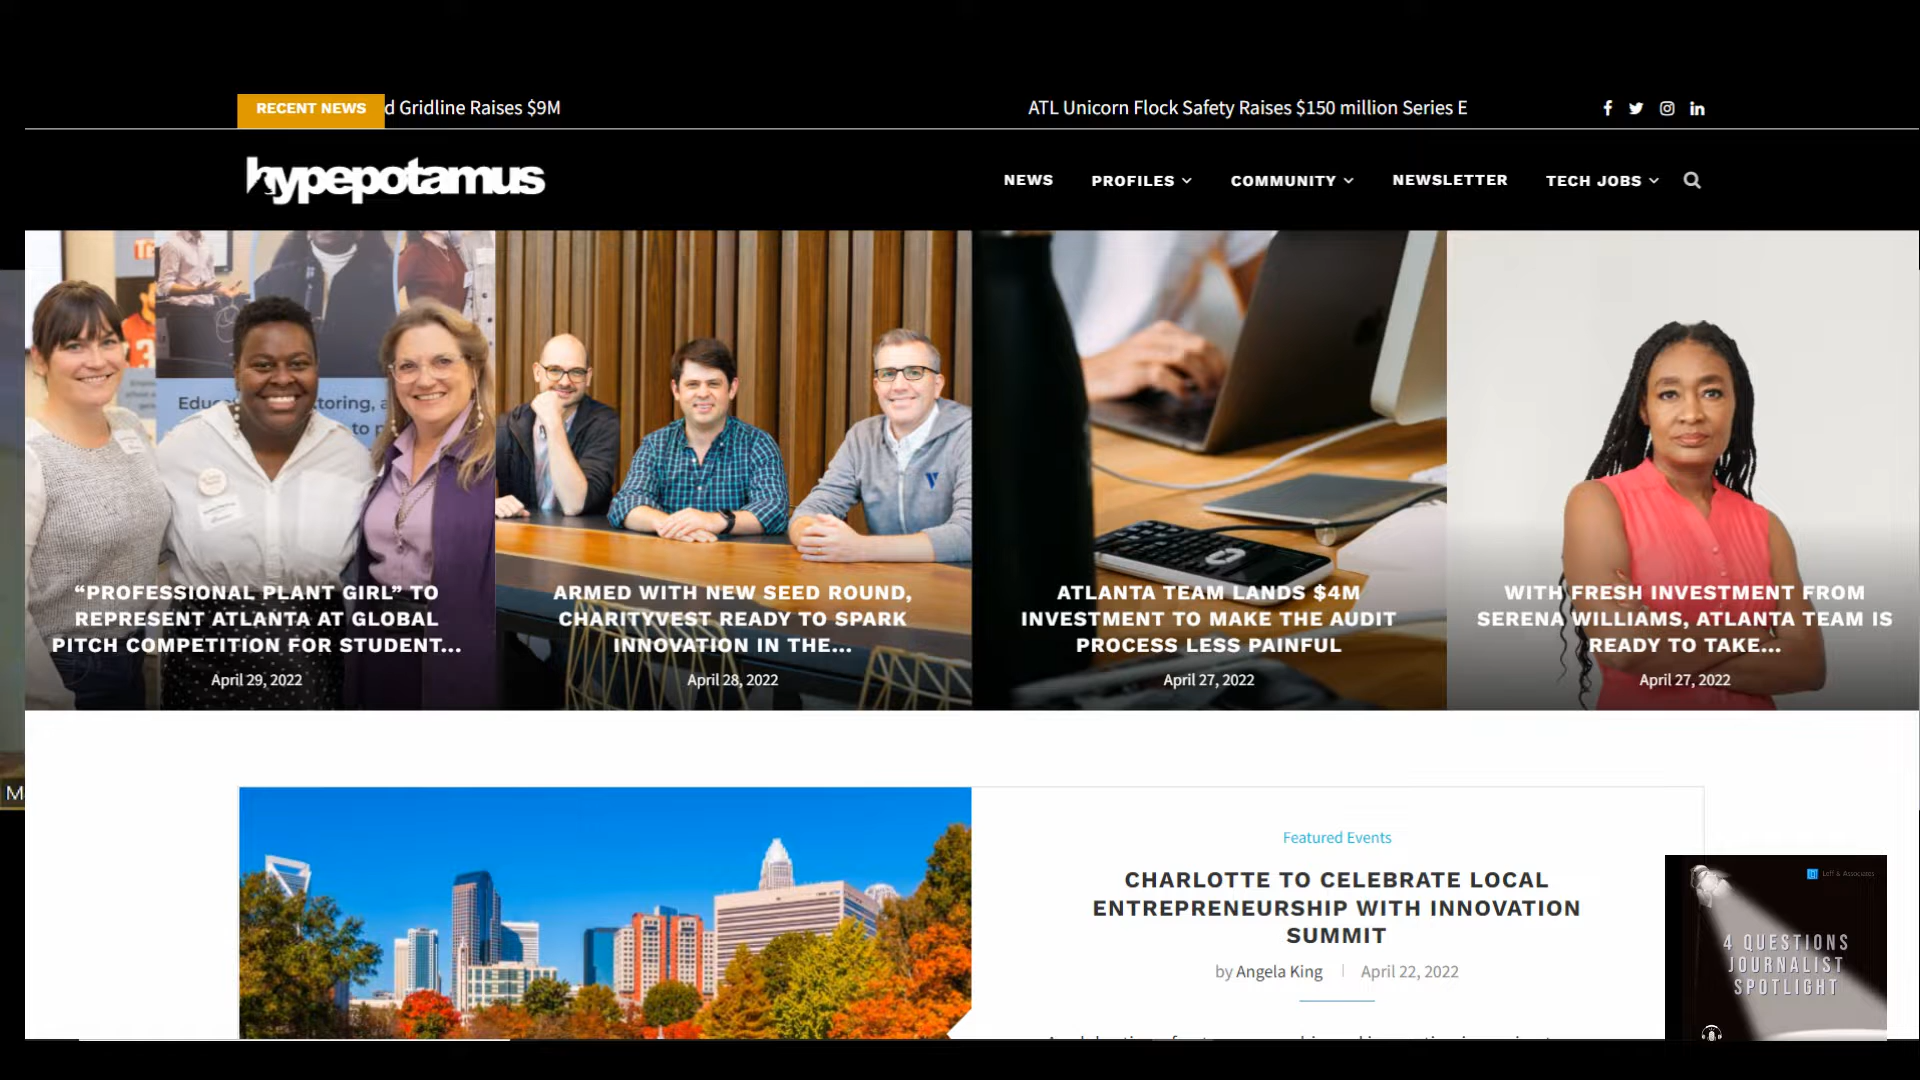 RECENT NEWS d Gridline Raises $9M ATL Unicorn Flock Safety Raises $150 million Series E
hypepotamus
NEWS PROFILES COMMUNITY NEWSLETTER TECH JOBS
Educ toring, a
to p
“PROFESSIONAL PLANT GIRL” TO
REPRESENT ATLANTA AT GLOBAL
PITCH COMPETITION FOR STUDENT...
April 29, 2022
ARMED WITH NEW SEED ROUND,
CHARITYVEST READY TO SPARK
INNOVATION IN THE...
April 28, 2022
ATLANTA TEAM LANDS $4M
INVESTMENT TO MAKE THE AUDIT
PROCESS LESS PAINFUL
April 27, 2022
WITH FRESH INVESTMENT FROM
SERENA WILLIAMS, ATLANTA TEAM IS
READY TO TAKE...
April 27, 2022
M
Featured Events
CHARLOTTE TO CELEBRATE LOCAL
ENTREPRENEURSHIP WITH INNOVATION
SUMMIT
by Angela King April 22, 2022
Leff & Associates
4 QUESTIONS
JOURNALIST
SPOTLIGHT